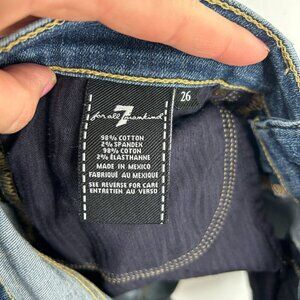 7
for all mankind
26
98% COTTON
2% SPANDEX
98% COTON
2% ELASTHANNE
MADE IN MEXICO
FABRIQUÉ AU MEXIQUE
SEE REVERSE FOR CARE
ENTRETIEN AU VERSO